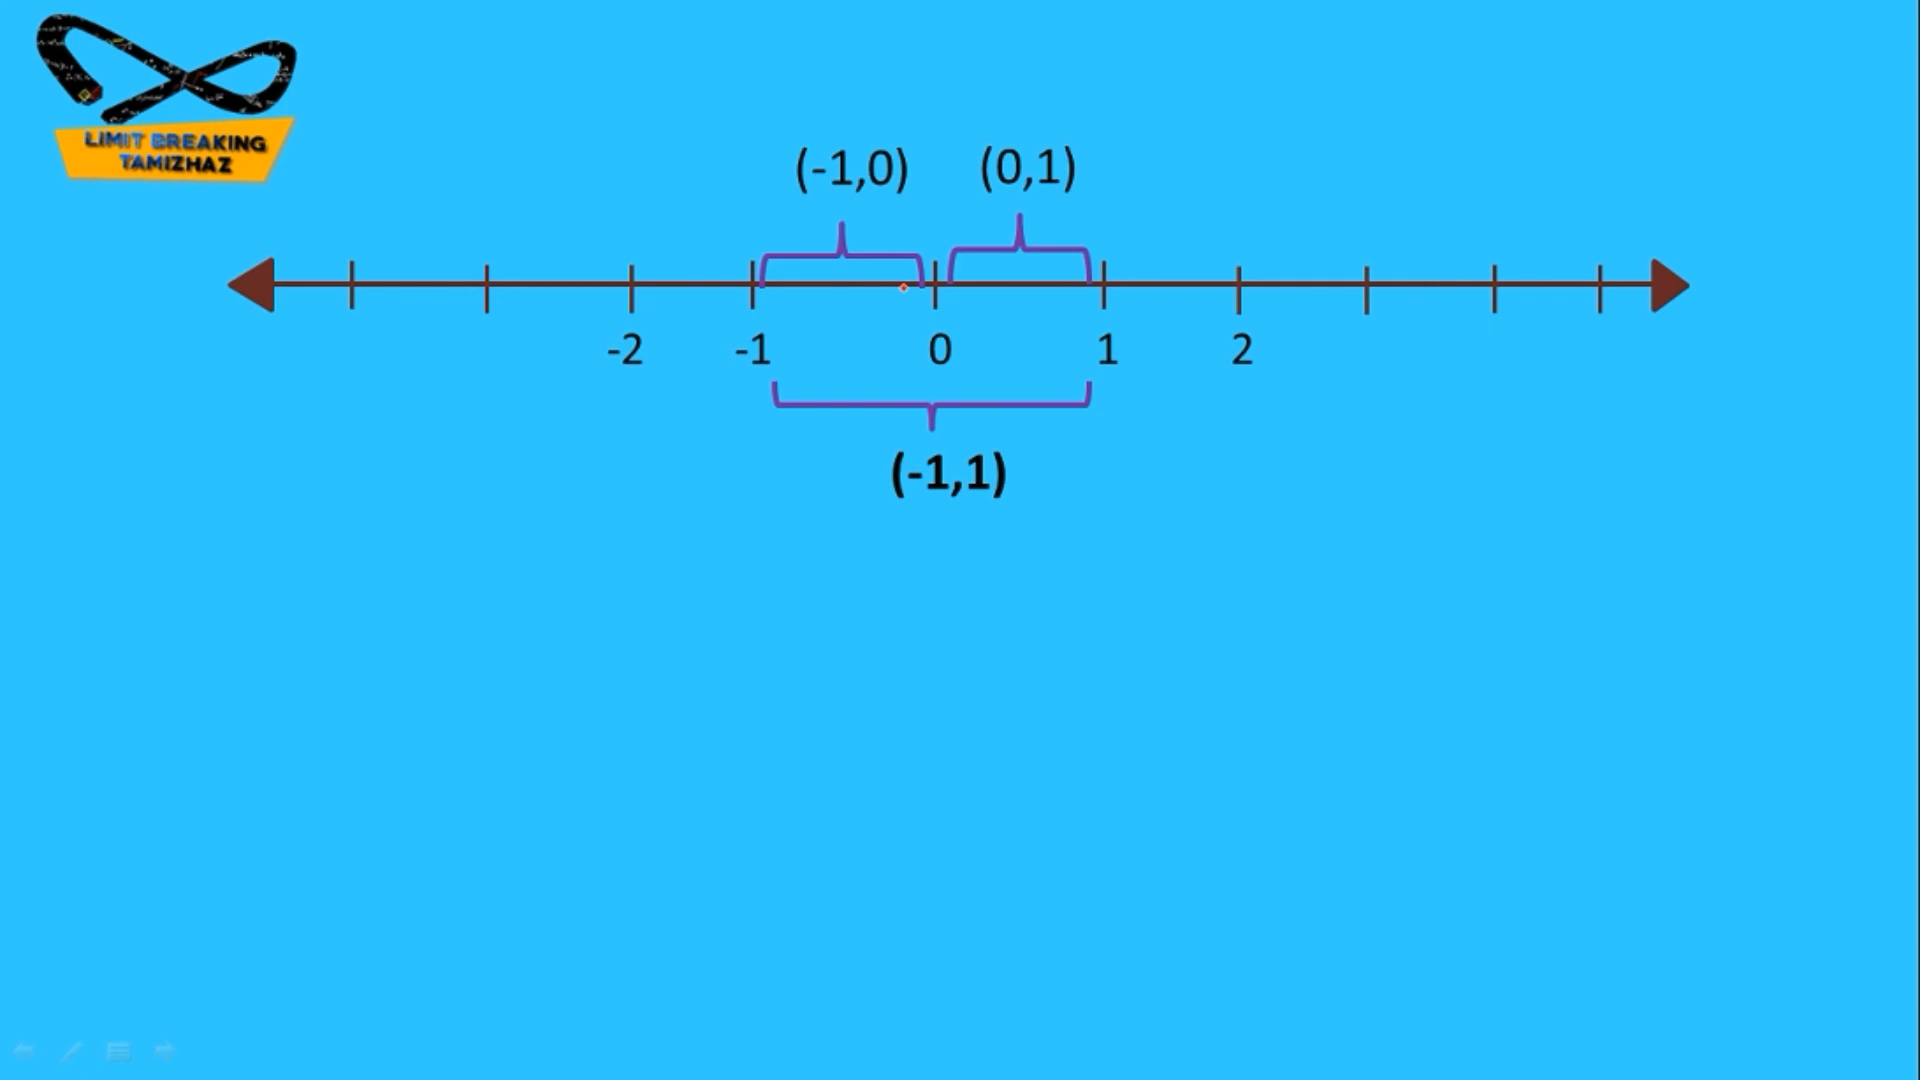 LIMIT BREAKING
TAMIZHAZ
(-1,0) (0,1)
-2 -1 0 1 2
(-1,1)